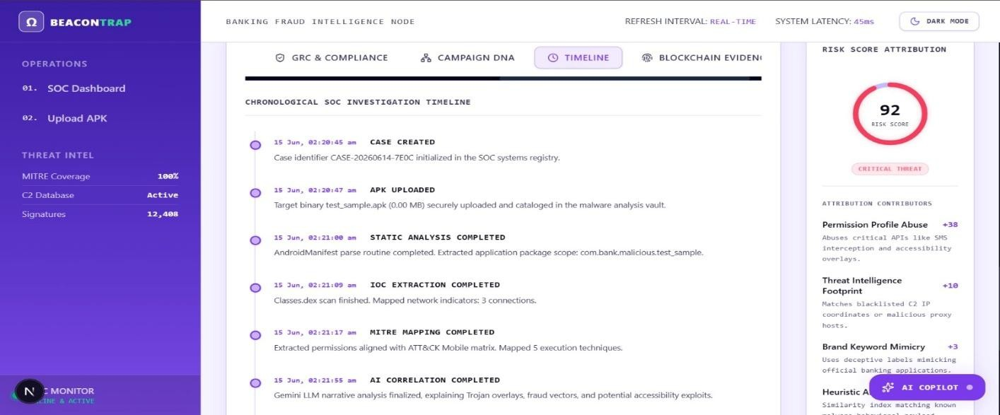 Ω BEACONTRAP
OPERATIONS
01. SOC Dashboard
02. Upload APK
THREAT INTEL
MITRE Coverage 100%
C2 Database Active
Signatures 12,408
N C MONITOR
INE & ACTIVE
BANKING FRAUD INTELLIGENCE NODE
REFRESH INTERVAL: REAL-TIME
SYSTEM LATENCY: 45ms
DARK MODE
GRC & COMPLIANCE
CAMPAIGN DNA
TIMELINE
BLOCKCHAIN EVIDEN
CHRONOLOGICAL SOC INVESTIGATION TIMELINE
15 Jun, 02:20:45 am CASE CREATED
Case identifier CASE-20260614-7E0C initialized in the SOC systems registry.
15 Jun, 02:20:47 am APK UPLOADED
Target binary test_sample.apk (0.00 MB) securely uploaded and cataloged in the malware analysis vault.
15 Jun, 02:21:00 am STATIC ANALYSIS COMPLETED
AndroidManifest parse routine completed. Extracted application package scope: com.bank.malicious.test_sample.
15 Jun, 02:21:09 am IOC EXTRACTION COMPLETED
Classes.dex scan finished. Mapped network indicators: 3 connections.
15 Jun, 02:21:17 am MITRE MAPPING COMPLETED
Extracted permissions aligned with ATT&CK Mobile matrix. Mapped 5 execution techniques.
15 Jun, 02:21:55 am AI CORRELATION COMPLETED
Gemini LLM narrative analysis finalized, explaining Trojan overlays, fraud vectors, and potential accessibility exploits.
RISK SCORE ATTRIBUTION
92
RISK SCORE
CRITICAL THREAT
ATTRIBUTION CONTRIBUTORS
Permission Profile Abuse +38
Abuses critical APIs like SMS
interception and accessibility
overlays.
Threat Intelligence
Footprint +10
Matches blacklisted C2 IP
coordinates or malicious proxy
hosts.
Brand Keyword Mimicry +3
Uses deceptive labels mimicking
official banking applications.
Heuristic A
Similarity index matching known
AI COPILOT